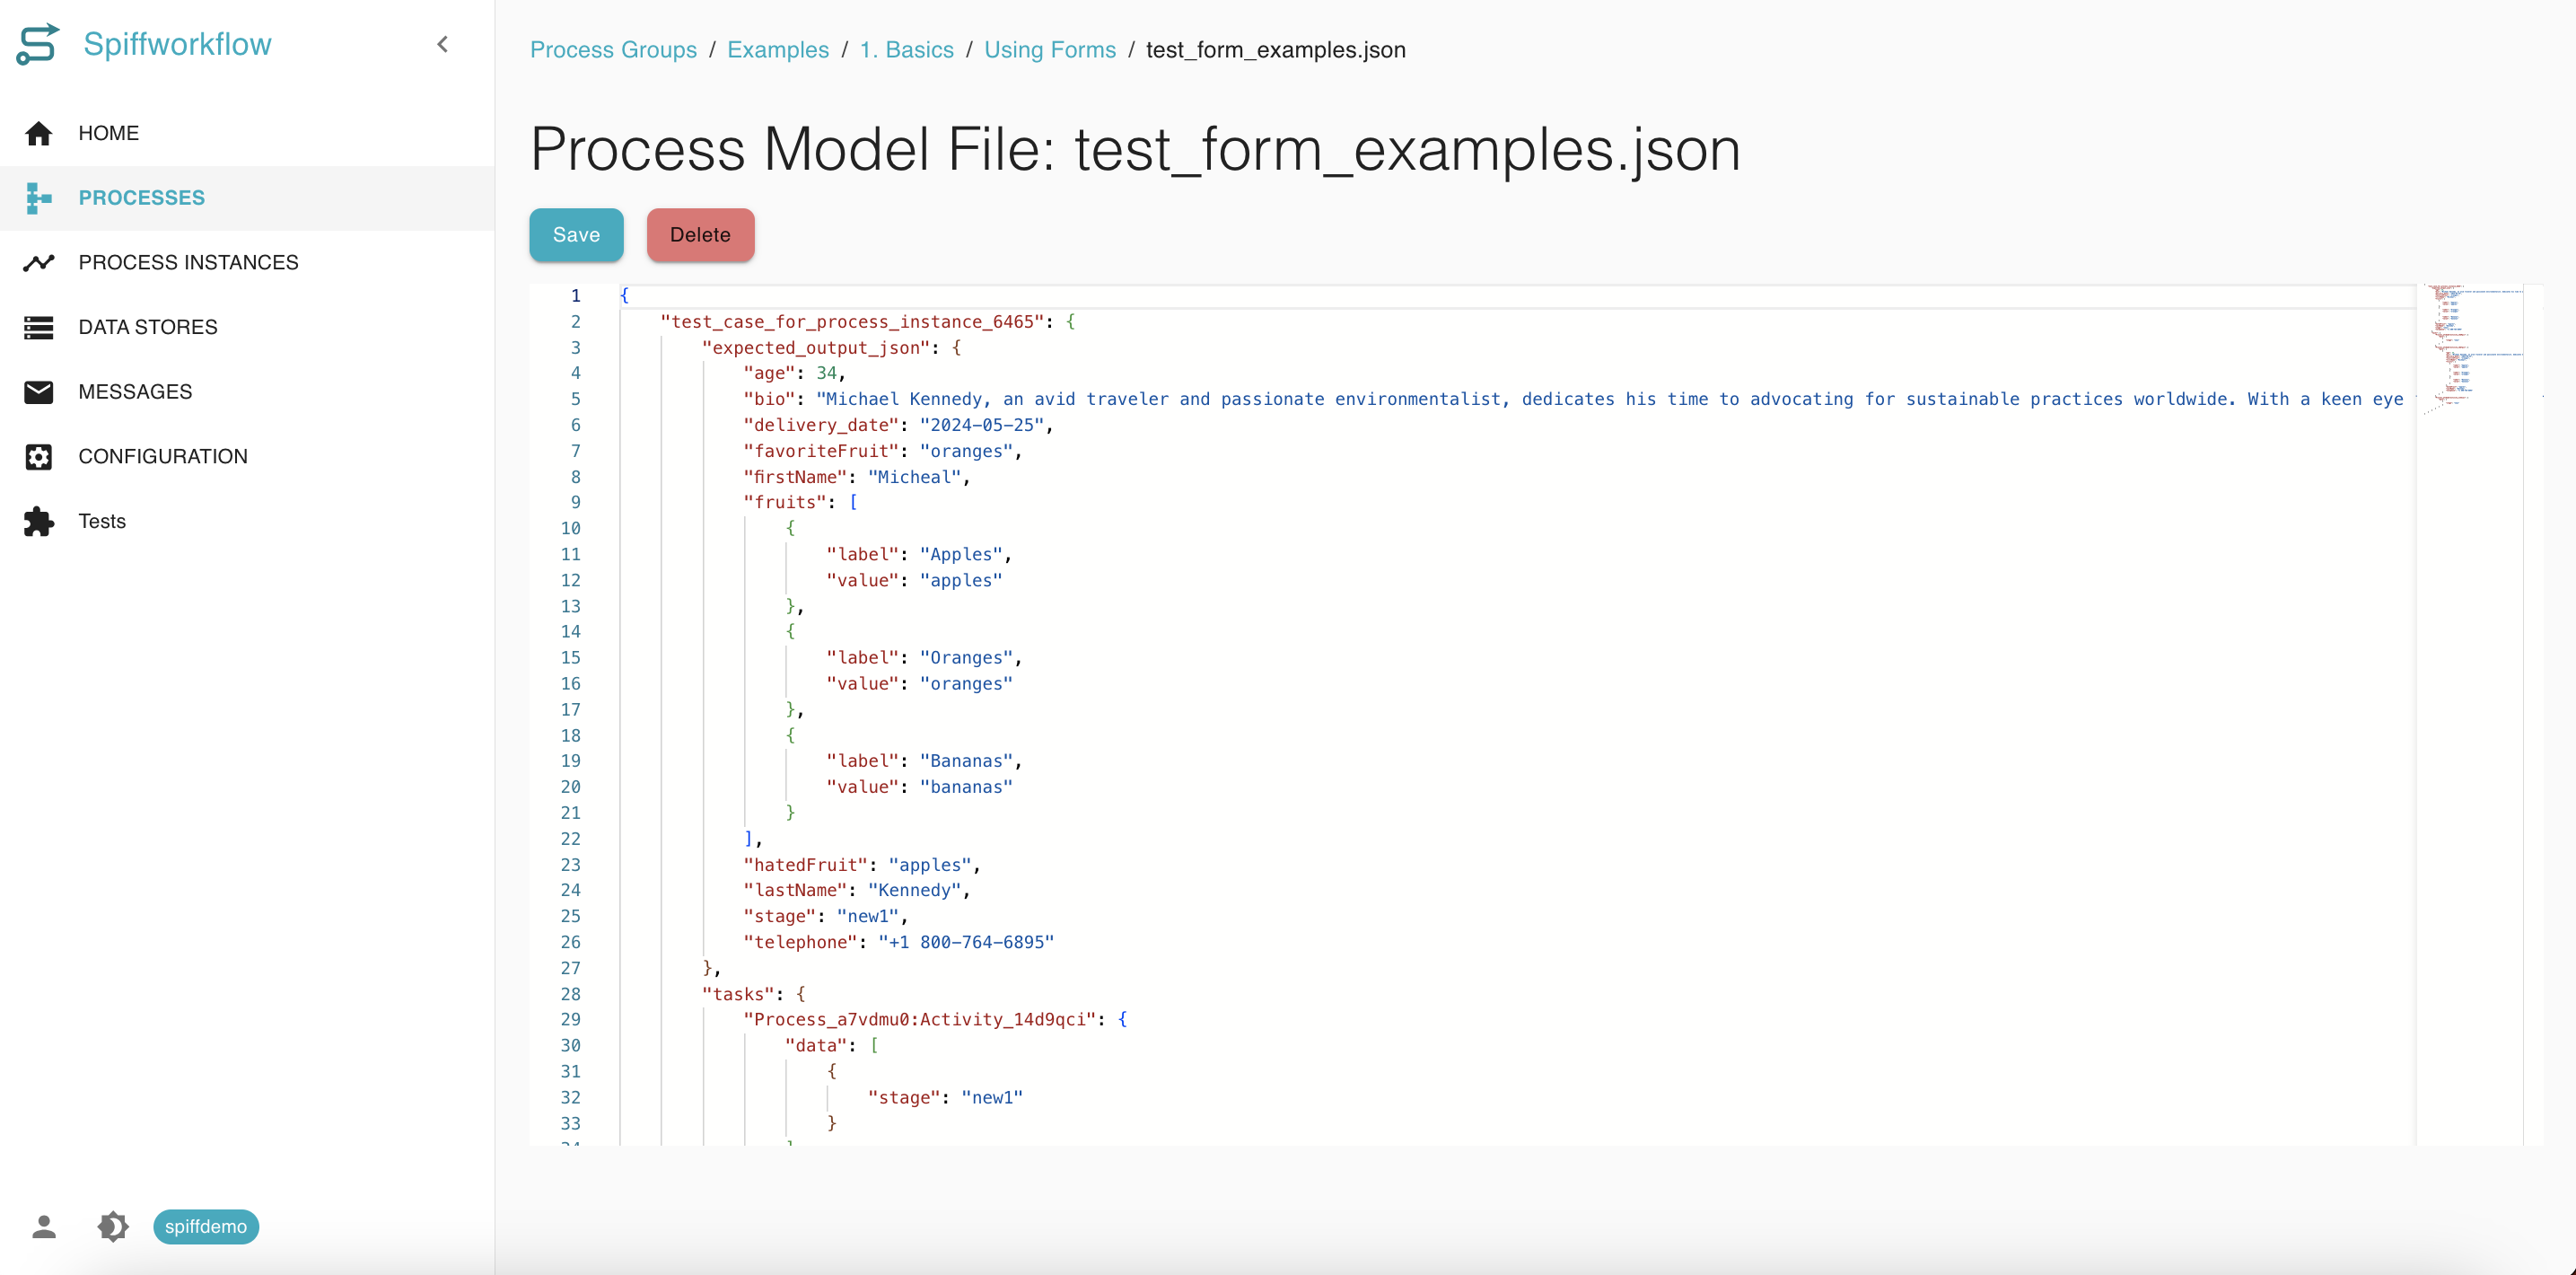 Spiffworkflow
HOME
PROCESSES
PROCESS INSTANCES
DATA STORES
MESSAGES
CONFIGURATION
Tests
spiffdemo
Process Groups / Examples / 1. Basics / Using Forms / test_form_examples.json
Process Model File: test_form_examples.json
Save
Delete
1 {
2 "test_case_for_process_instance_6465": {
3 "expected_output_json": {
4 "age": 34,
5 "bio": "Michael Kennedy, an avid traveler and passionate environmentalist, dedicates his time to advocating for sustainable practices worldwide. With a keen eye
6 "delivery_date": "2024-05-25",
7 "favoriteFruit": "oranges",
8 "firstName": "Micheal",
9 "fruits": [
10 {
11 "label": "Apples",
12 "value": "apples"
13 },
14 {
15 "label": "Oranges",
16 "value": "oranges"
17 },
18 {
19 "label": "Bananas",
20 "value": "bananas"
21 }
22 ],
23 "hatedFruit": "apples",
24 "lastName": "Kennedy",
25 "stage": "new1",
26 "telephone": "+1 800-764-6895"
27 },
28 "tasks": {
29 "Process_a7vdmu0:Activity_14d9qci": {
30 "data": [
31 {
32 "stage": "new1"
33 }